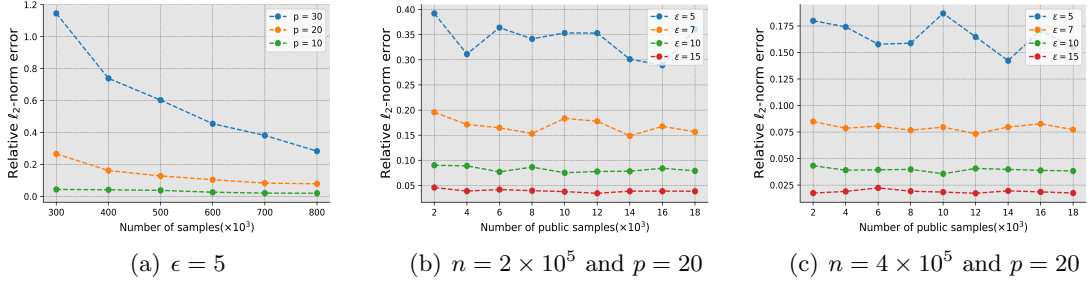 Relative ℓ₂-norm error
1.2
1.0
0.8
0.6
0.4
0.2
0.0
300 400 500 600 700 800
Number of samples(×10³)
p = 30
p = 20
p = 10
(a) ϵ = 5
Relative ℓ₂-norm error
0.40
0.35
0.30
0.25
0.20
0.15
0.10
0.05
2 4 6 8 10 12 14 16 18
Number of public samples(×10³)
ε = 5
ε = 7
ε = 10
ε = 15
(b) n = 2 × 10⁵ and p = 20
Relative ℓ₂-norm error
0.175
0.150
0.125
0.100
0.075
0.050
0.025
2 4 6 8 10 12 14 16 18
Number of public samples(×10³)
ε = 5
ε = 7
ε = 10
ε = 15
(c) n = 4 × 10⁵ and p = 20